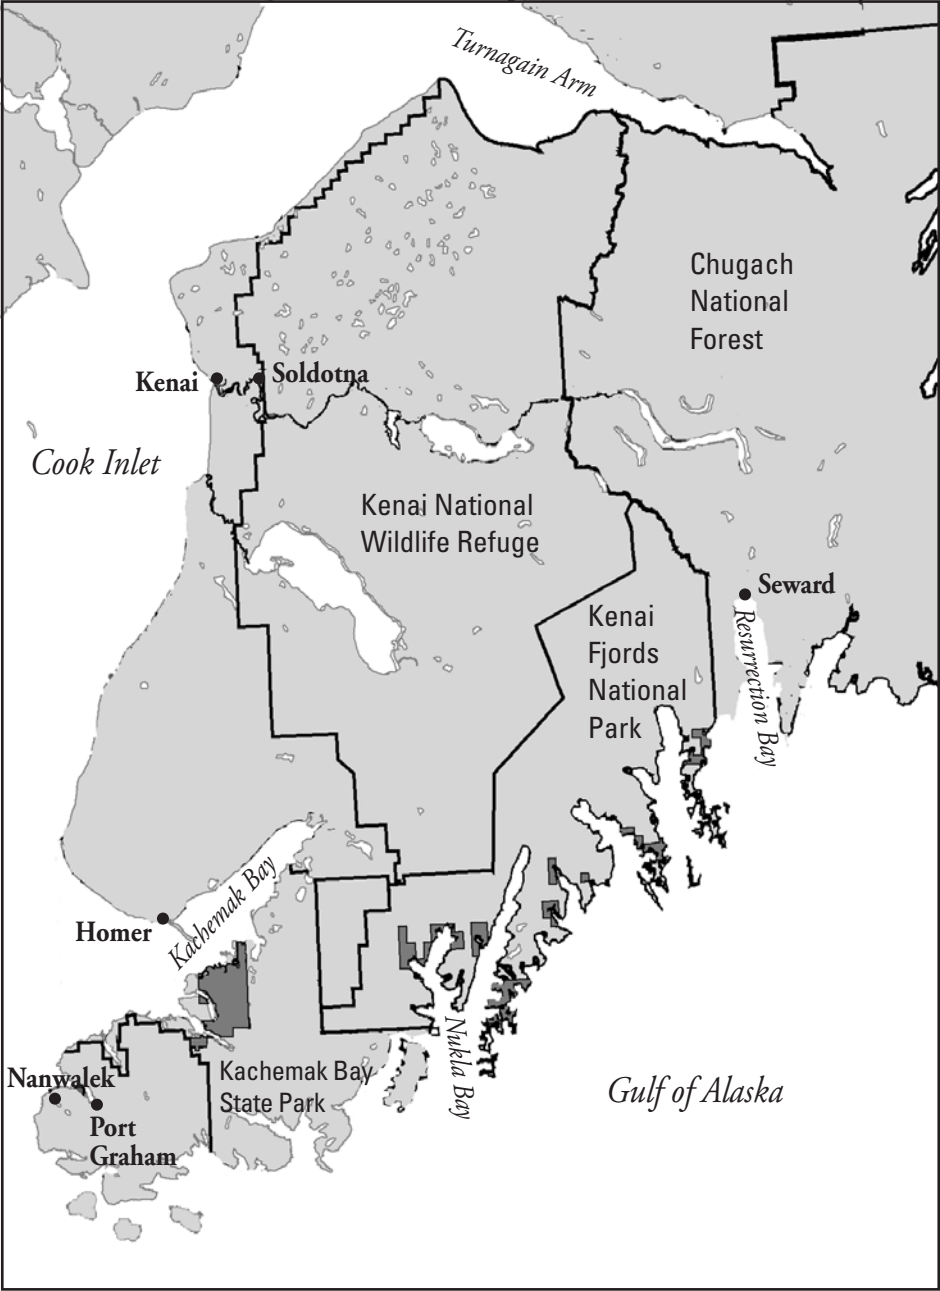 Turnagain Arm
Chugach
National
Forest
Kenai
Soldotna
Cook Inlet
Kenai National
Wildlife Refuge
Seward
Kenai
Fjords
National
Park
Resurrection Bay
Kachemak Bay
Homer
Nukla Bay
Nanwalek
Kachemak Bay
State Park
Gulf of Alaska
Port
Graham